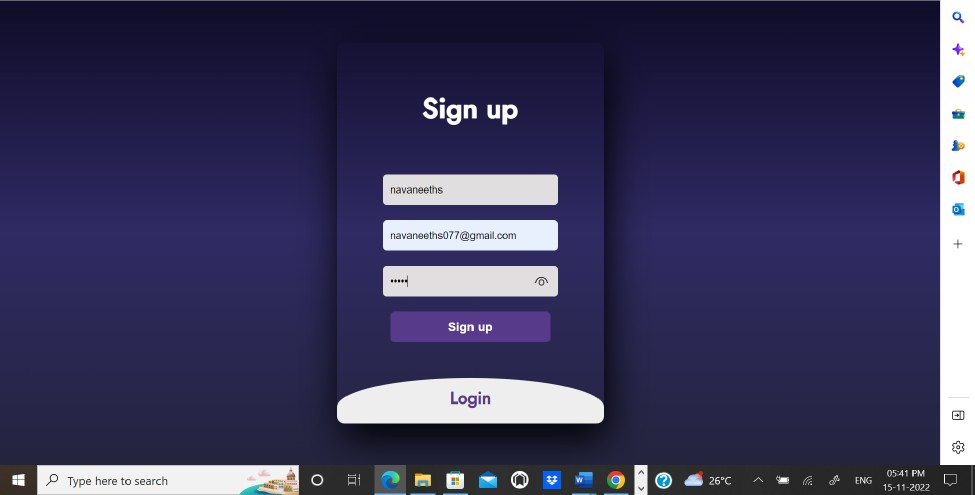 Sign up
navaneeths
navaneeths077@gmail.com
•••••
Sign up
Login
Type here to search
26°C
ENG
05:41 PM
15-11-2022